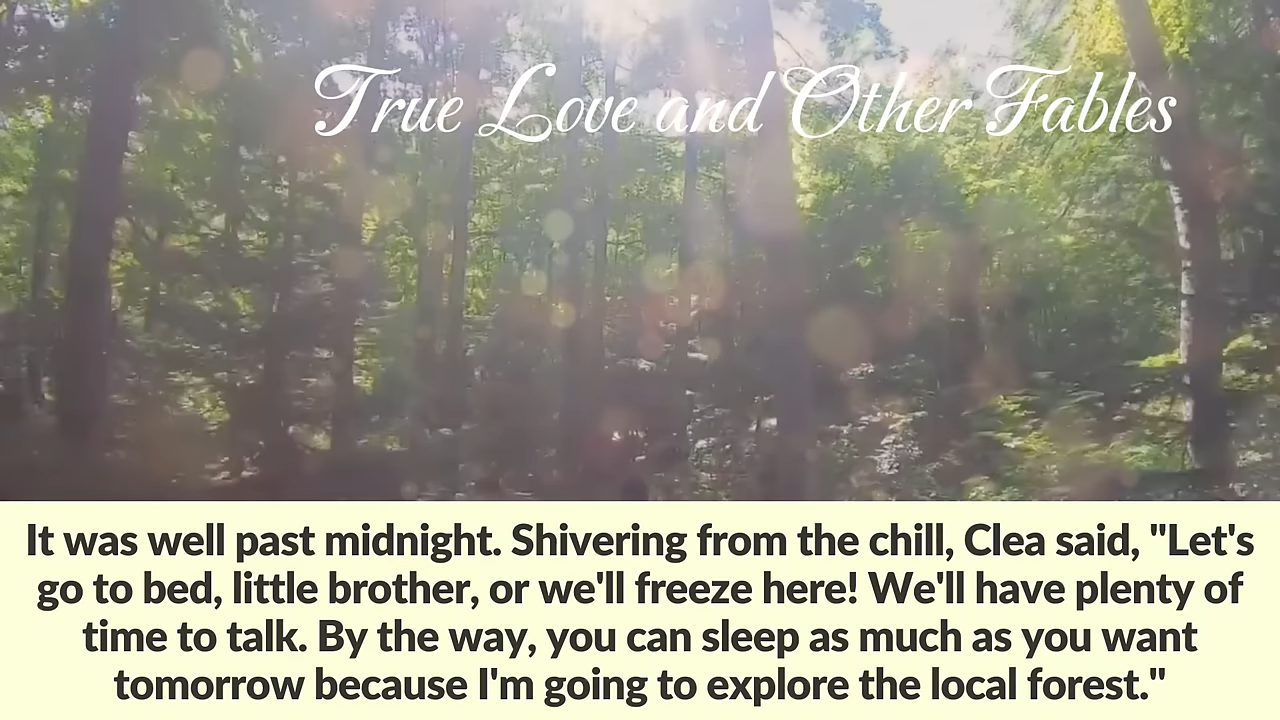 True Love and Other Fables
It was well past midnight. Shivering from the chill, Clea said, "Let's
go to bed, little brother, or we'll freeze here! We'll have plenty of
time to talk. By the way, you can sleep as much as you want
tomorrow because I'm going to explore the local forest."